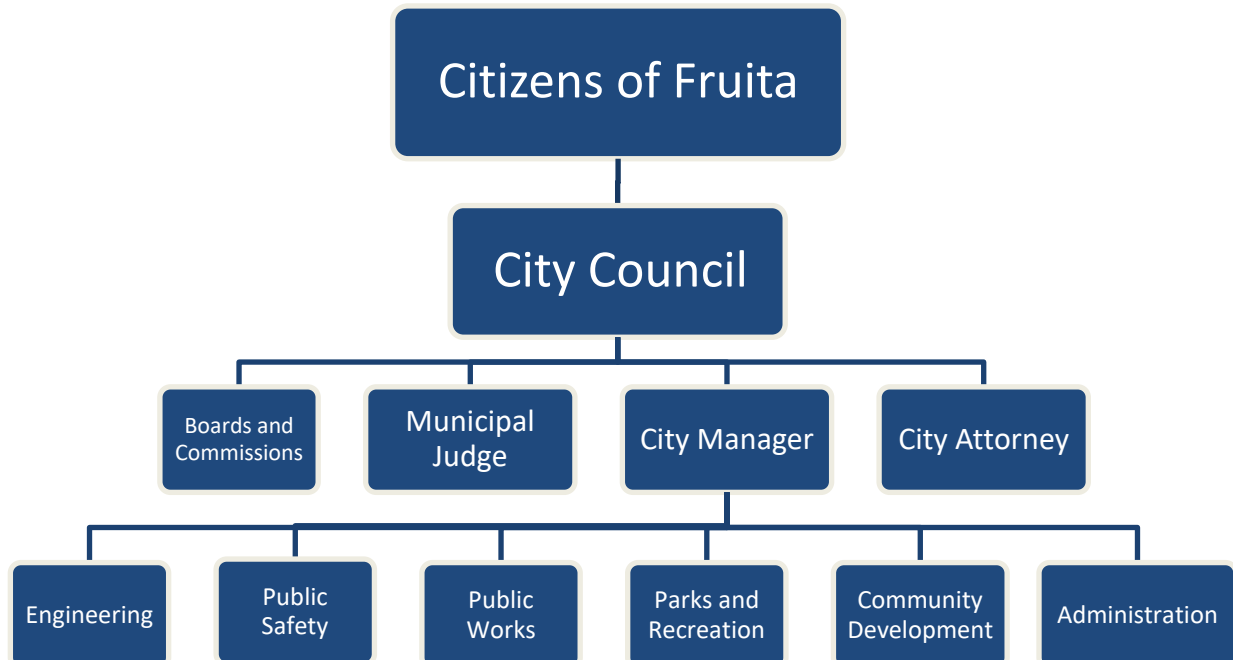 Citizens of Fruita
City Council
Boards and
Commissions
Municipal
Judge
City Manager
City Attorney
Engineering
Public
Safety
Public
Works
Parks and
Recreation
Community
Development
Administration